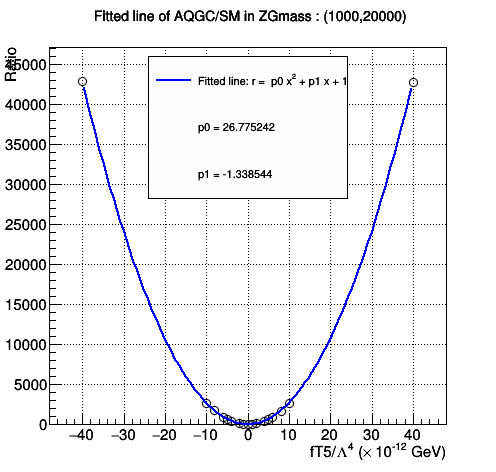 FItted line of AQGC/SM in ZGmass : (1000,20000)
Ratio
Fitted line: r = p0 x² + p1 x + 1
p0 = 26.775242
p1 = -1.338544
45000
40000
35000
30000
25000
20000
15000
10000
5000
0
−40 −30 −20 −10 0 10 20 30 40
fT5/Λ⁴ (× 10⁻¹² GeV)